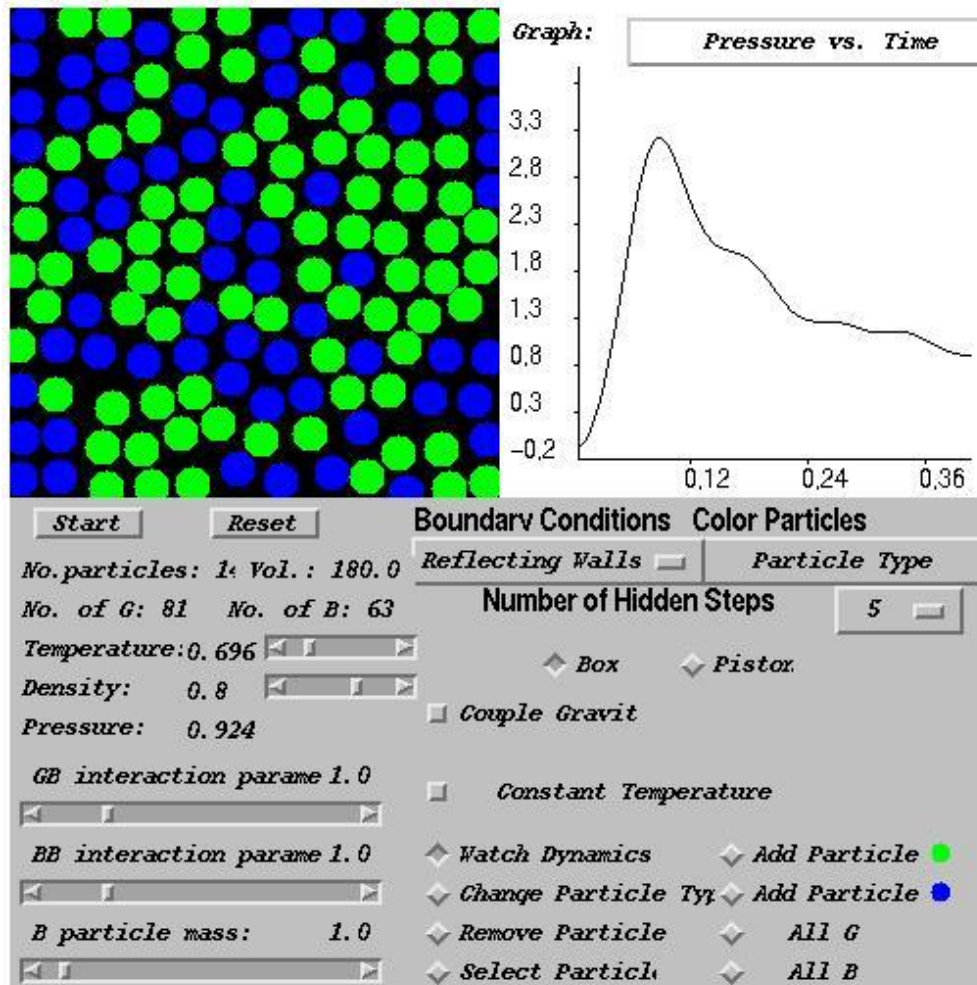 Graph:
Pressure vs. Time
3,3
2,8
2,3
1,8
1,3
0,8
0,3
-0,2
0,12
0,24
0,36
Start
Reset
Boundary Conditions
Color Particles
Reflecting Walls
Particle Type
No.particles: 14 Vol.: 180.0
No. of G: 81 No. of B: 63
Number of Hidden Steps
5
Temperature: 0.696
Box
Piston
Density: 0.8
Couple Gravit
Pressure: 0.924
GB interaction parame 1.0
Constant Temperature
BB interaction parame 1.0
Watch Dynamics
Add Particle
Change Particle Typ
Add Particle
B particle mass: 1.0
Remove Particle
All G
Select Particl
All B